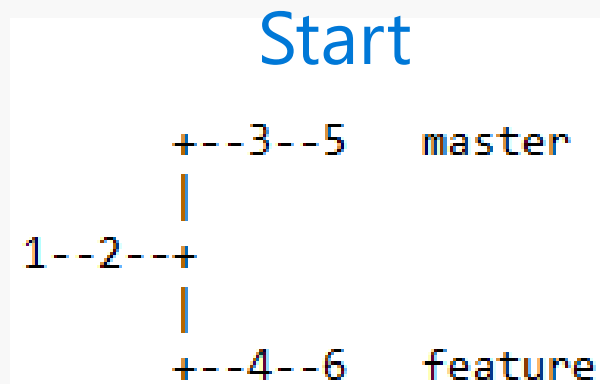 Start
+--3--5 master
|
1--2--+
|
+--4--6 feature